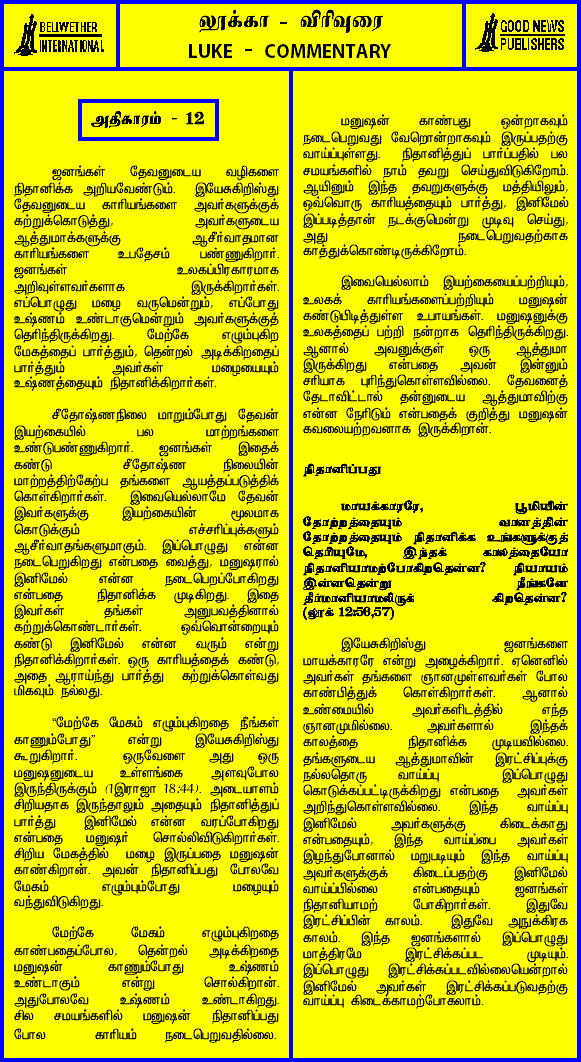 BELLWETHER
INTERNATIONAL
லூக்கா - விரிவுரை
LUKE - COMMENTARY
GOOD NEWS
PUBLISHERS
அதிகாரம் - 12
ஜனங்கள் தேவனுடைய வழிகளை
நிதானிக்க அறியவேண்டும். இயேசுகிறிஸ்து
தேவனுடைய காரியங்களை அவர்களுக்குக்
கற்றுக்கொடுத்து, அவர்களுடைய
ஆத்துமாக்களுக்கு ஆசீர்வாதமான
காரியங்களை உபதேசம் பண்ணுகிறார்.
ஜனங்கள் உலகப்பிரகாரமாக
அறிவுள்ளவர்களாக இருக்கிறார்கள்.
எப்பொழுது மழை வருமென்றும், எப்போது
உஷ்ணம் உண்டாகுமென்றும் அவர்களுக்குத்
தெரிந்திருக்கிறது. மேற்கே எழும்புகிற
மேகத்தைப் பார்த்தும், தென்றல் அடிக்கிறதைப்
பார்த்தும் அவர்கள் மழையையும்
உஷ்ணத்தையும் நிதானிக்கிறார்கள்.
சீதோஷ்ணநிலை மாறும்போது தேவன்
இயற்கையில் பல மாற்றங்களை
உண்டுபண்ணுகிறார். ஜனங்கள் இதைக்
கண்டு சீதோஷ்ண நிலையின்
மாற்றத்திற்கேற்ப தங்களை ஆயத்தப்படுத்திக்
கொள்கிறார்கள். இவையெல்லாமே தேவன்
இவர்களுக்கு இயற்கையின் மூலமாக
கொடுக்கும் எச்சரிப்புக்களும்
ஆசீர்வாதங்களுமாகும். இப்பொழுது என்ன
நடைபெறுகிறது என்பதை வைத்து, மனுஷரால்
இனிமேல் என்ன நடைபெறப்போகிறது
என்பதை நிதானிக்க முடிகிறது. இதை
இவர்கள் தங்கள் அனுபவத்தினால்
கற்றுக்கொண்டார்கள். ஒவ்வொன்றையும்
கண்டு இனிமேல் என்ன வரும் என்று
நிதானிக்கிறார்கள். ஒரு காரியத்தைக் கண்டு,
அதை ஆராய்ந்து பார்த்து கற்றுக்கொள்வது
மிகவும் நல்லது.
"மேற்கே மேகம் எழும்புகிறதை நீங்கள்
காணும்போது" என்று இயேசுகிறிஸ்து
கூறுகிறார். ஒருவேளை அது ஒரு
மனுஷனுடைய உள்ளங்கை அளவுபோல
இருந்திருக்கும் (1இராஜா 18:44). அடையாளம்
சிறியதாக இருந்தாலும் அதையும் நிதானித்துப்
பார்த்து இனிமேல் என்ன வரப்போகிறது
என்பதை மனுஷர் சொல்லிவிடுகிறார்கள்.
சிறிய மேகத்தில் மழை இருப்பதை மனுஷன்
காண்கிறான். அவன் நிதானிப்பது போலவே
மேகம் எழும்பும்போது மழையும்
வந்துவிடுகிறது.
மேற்கே மேகம் எழும்புகிறதை
காண்பதைப்போல, தென்றல் அடிக்கிறதை
மனுஷன் காணும்போது உஷ்ணம்
உண்டாகும் என்று சொல்கிறான்.
அதுபோலவே உஷ்ணம் உண்டாகிறது.
சில சமயங்களில் மனுஷன் நிதானிப்பது
போல காரியம் நடைபெறுவதில்லை.
மனுஷன் காண்பது ஒன்றாகவும்
நடைபெறுவது வேறொன்றாகவும் இருப்பதற்கு
வாய்ப்புள்ளது. நிதானித்துப் பார்ப்பதில் பல
சமயங்களில் நாம் தவறு செய்துவிடுகிறோம்.
ஆயினும் இந்த தவறுகளுக்கு மத்தியிலும்,
ஒவ்வொரு காரியத்தையும் பார்த்து, இனிமேல்
இப்படித்தான் நடக்குமென்று முடிவு செய்து,
அது நடைபெறுவதற்காக
காத்துக்கொண்டிருக்கிறோம்.
இவையெல்லாம் இயற்கையைப்பற்றியும்,
உலகக் காரியங்களைப்பற்றியும் மனுஷன்
கண்டுபிடித்துள்ள உபாயங்கள். மனுஷனுக்கு
உலகத்தைப் பற்றி நன்றாக தெரிந்திருக்கிறது.
ஆனால் அவனுக்குள் ஒரு ஆத்துமா
இருக்கிறது என்பதை அவன் இன்னும்
சரியாக புரிந்துகொள்ளவில்லை. தேவனைத்
தேடாவிட்டால் தன்னுடைய ஆத்துமாவிற்கு
என்ன நேரிடும் என்பதைக் குறித்து மனுஷன்
கவலையற்றவனாக இருக்கிறான்.
நிதானிப்பது
மாயக்காரரே, பூமியின்
தோற்றத்தையும் வானத்தின்
தோற்றத்தையும் நிதானிக்க உங்களுக்குத்
தெரியுமே, இந்தக் காலத்தையோ
நிதானியாமற்போகிறதென்ன? நியாயம்
இன்னதென்று நீங்களே
தீர்மானியாமலிருக் கிறதென்ன?
(லூக் 12:56,57)
இயேசுகிறிஸ்து ஜனங்களை
மாயக்காரரே என்று அழைக்கிறார். ஏனெனில்
அவர்கள் தங்களை ஞானமுள்ளவர்கள் போல
காண்பித்துக் கொள்கிறார்கள். ஆனால்
உண்மையில் அவர்களிடத்தில் எந்த
ஞானமுமில்லை. அவர்களால் இந்தக்
காலத்தை நிதானிக்க முடியவில்லை.
தங்களுடைய ஆத்துமாவின் இரட்சிப்புக்கு
நல்லதொரு வாய்ப்பு இப்பொழுது
கொடுக்கப்பட்டிருக்கிறது என்பதை அவர்கள்
அறிந்துகொள்ளவில்லை. இந்த வாய்ப்பு
இனிமேல் அவர்களுக்கு கிடைக்காது
என்பதையும், இந்த வாய்ப்பை அவர்கள்
இழந்துபோனால் மறுபடியும் இந்த வாய்ப்பு
அவர்களுக்குக் கிடைப்பதற்கு இனிமேல்
வாய்ப்பில்லை என்பதையும் ஜனங்கள்
நிதானியாமற் போகிறார்கள். இதுவே
இரட்சிப்பின் காலம். இதுவே அநுக்கிரக
காலம். இந்த ஜனங்களால் இப்பொழுது
மாத்திரமே இரட்சிக்கப்பட முடியும்.
இப்பொழுது இரட்சிக்கப்படவில்லையென்றால்
இனிமேல் அவர்கள் இரட்சிக்கப்படுவதற்கு
வாய்ப்பு கிடைக்காமற்போகலாம்.